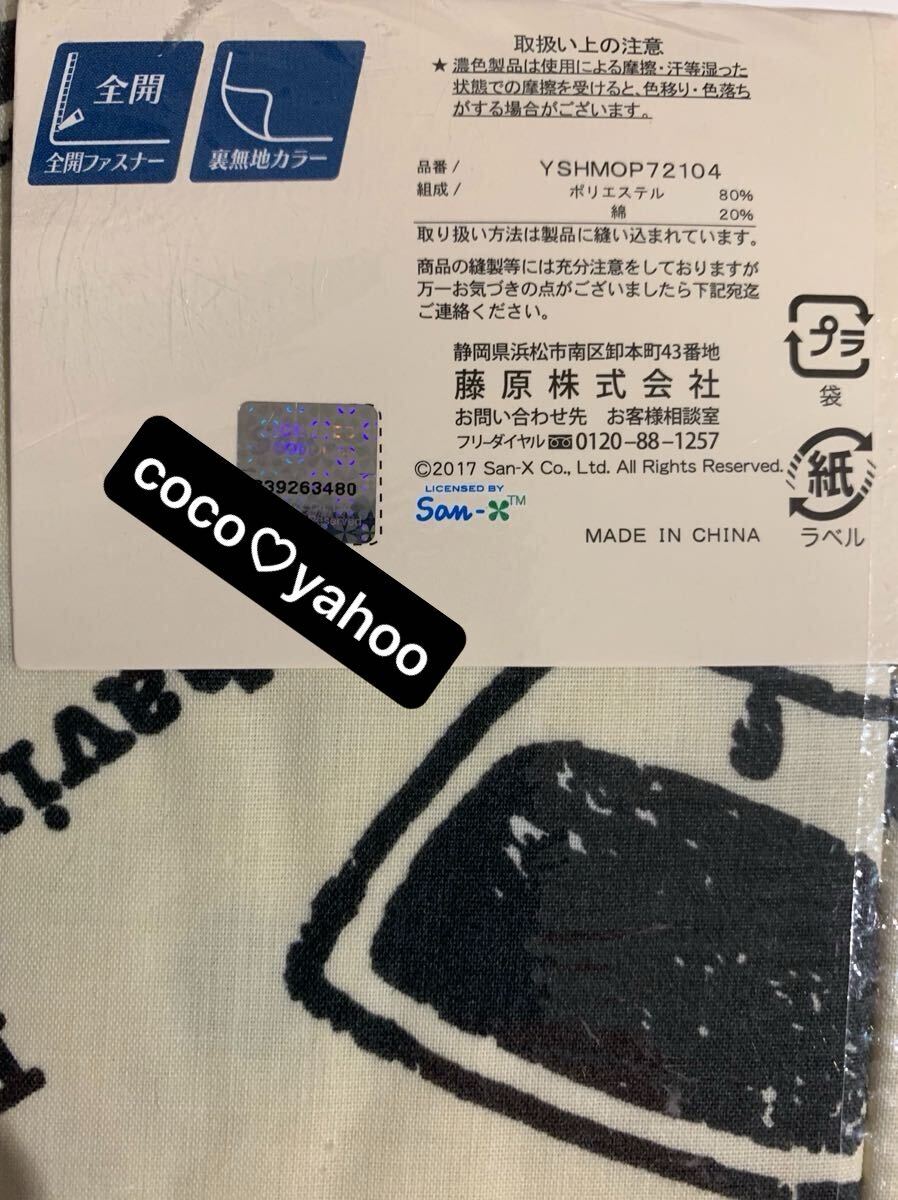 全開
全開ファスナー
裏無地カラー
取扱い上の注意
★濃色製品は使用による摩擦・汗等湿った
状態での摩擦を受けると、色移り・色落ち
がする場合がございます。
品番/ YSHMOP72104
組成/ ポリエステル 80%
綿 20%
取り扱い方法は製品に縫い込まれています。
商品の縫製等には充分注意をしておりますが
万一お気づきの点がございましたら下記宛迄
ご連絡ください。
静岡県浜松市南区卸本町43番地
藤原株式会社
お問い合わせ先 お客様相談室
フリーダイヤル 0120-88-1257
©2017 San-X Co., Ltd. All Rights Reserved.
LICENSED BY
San-X™
MADE IN CHINA
プラ
袋
紙
ラベル
39263480
coco♡yahoo